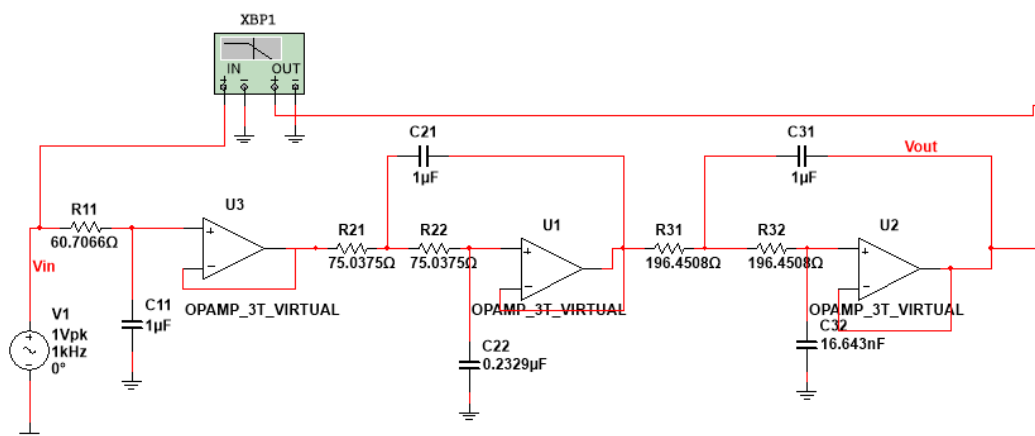 XBP1
IN OUT
C21
1µF
C31
1µF
Vout
R11
60.7066Ω
U3
R21
75.0375Ω
R22
75.0375Ω
U1
R31
196.4508Ω
R32
196.4508Ω
U2
Vin
OPAMP_3T_VIRTUAL
OPAMP_3T_VIRTUAL
OPAMP_3T_VIRTUAL
V1
1Vpk
1kHz
0°
C11
1µF
C22
0.2329µF
C32
16.643nF